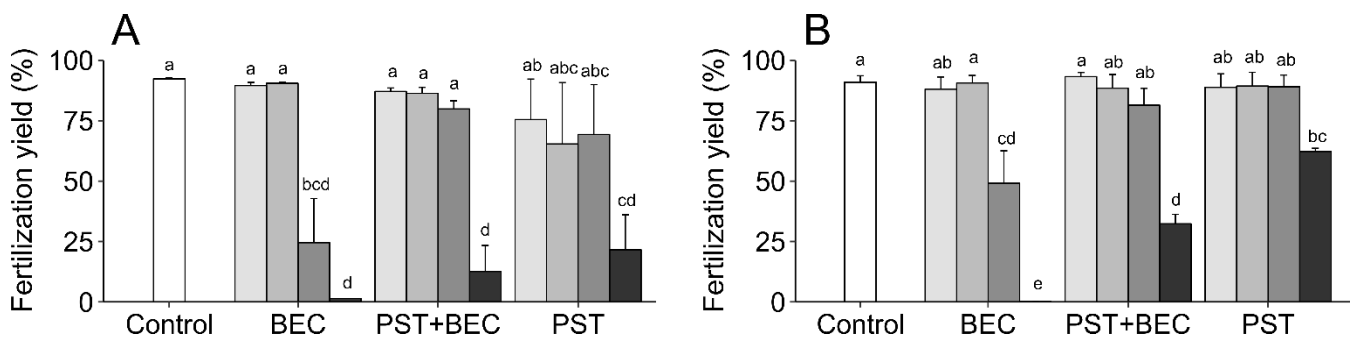 A
Fertilization yield (%)
100
75
50
25
0
a
a a
bcd
d
a a a
d
ab abc abc
cd
Control BEC PST+BEC PST
B
Fertilization yield (%)
100
75
50
25
0
a
ab a
cd
e
a ab ab
d
ab ab ab
bc
Control BEC PST+BEC PST